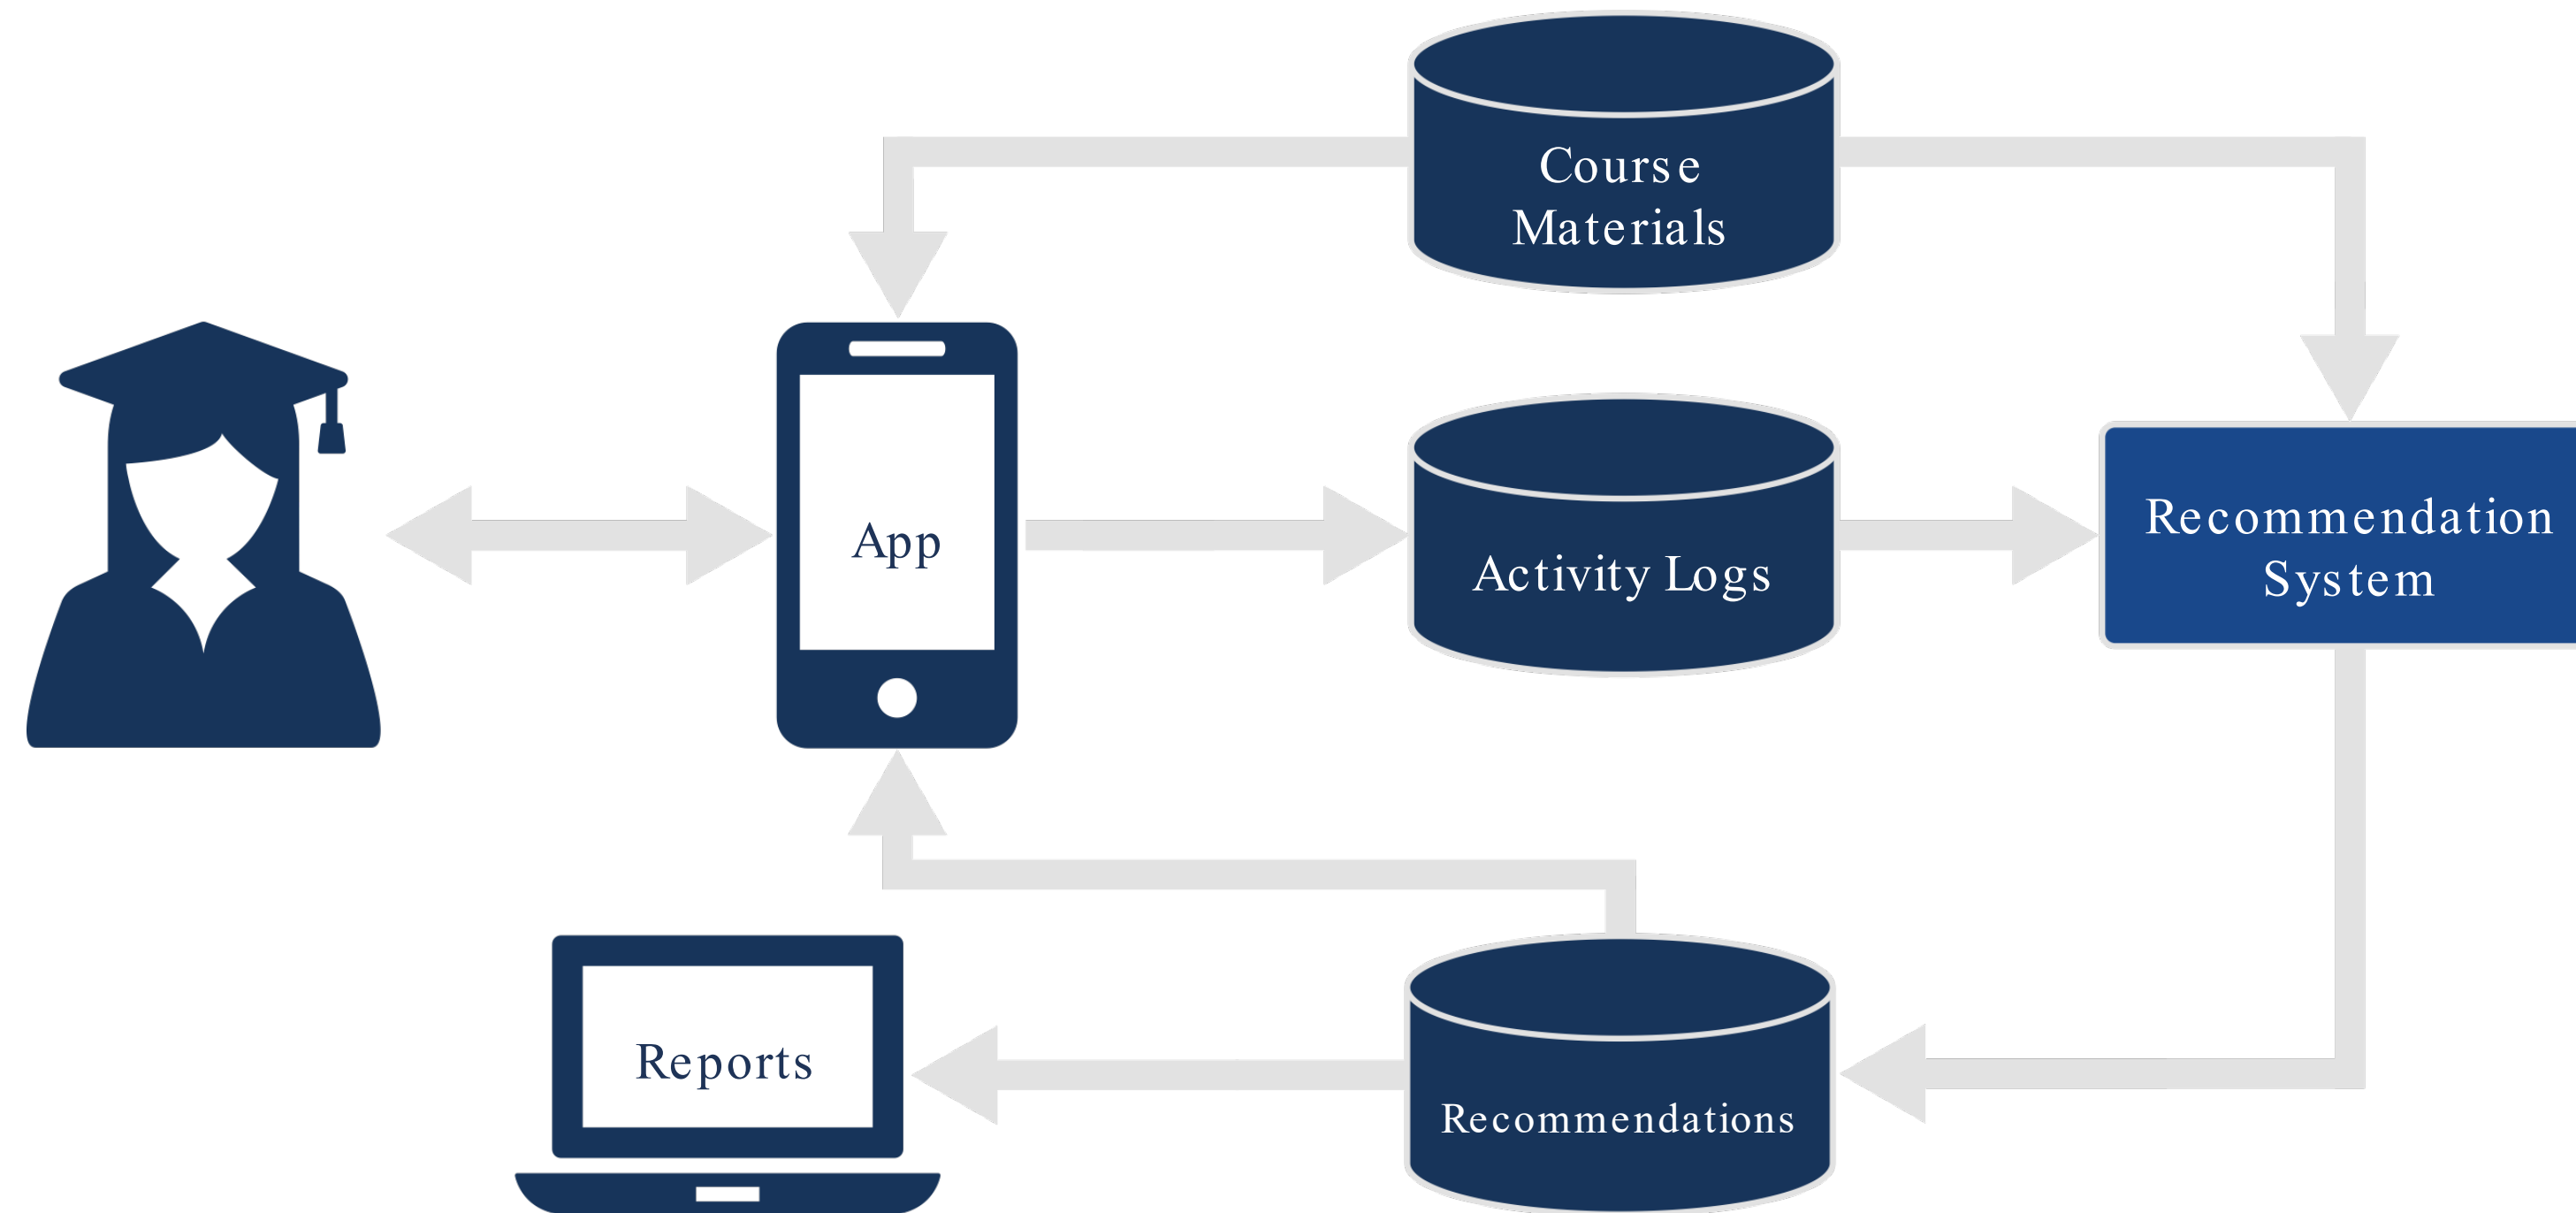 Course
Materials
App
Activity Logs
Recommendation
System
Reports
Recommendations